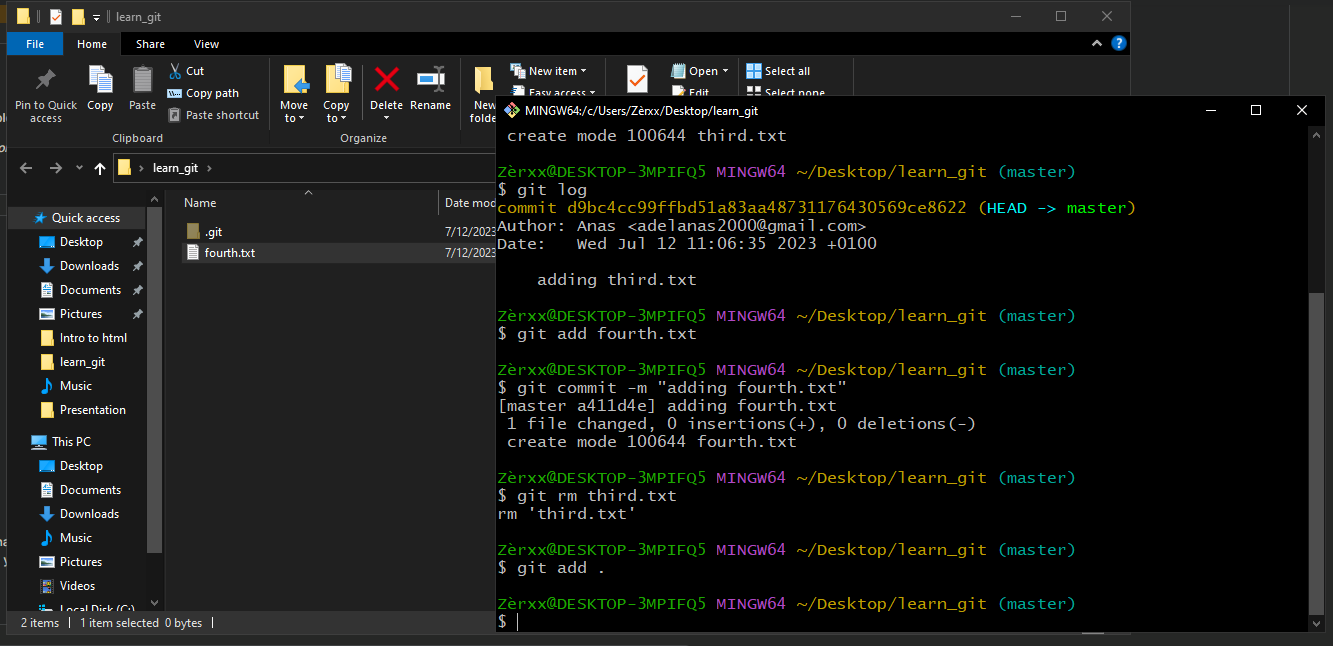 learn_git
File Home Share View
Pin to Quick access
Copy
Paste
Cut
Copy path
Paste shortcut
Clipboard
Move to
Copy to
Delete
Rename
Organize
New
New item
Easy access
Open
Edit
Select all
Select none
learn_git
Name Date mod
.git 7/12/2023
fourth.txt 7/12/2023
Quick access
Desktop
Downloads
Documents
Pictures
Intro to html
learn_git
Music
Presentation
This PC
Desktop
Documents
Downloads
Music
Pictures
Videos
Local Disk (C:)
2 items 1 item selected 0 bytes
MINGW64:/c/Users/Zèrxx/Desktop/learn_git
create mode 100644 third.txt
Zèrxx@DESKTOP-3MPIFQ5 MINGW64 ~/Desktop/learn_git (master)
$ git log
commit d9bc4cc99ffbd51a83aa48731176430569ce8622 (HEAD -> master)
Author: Anas <adelanas2000@gmail.com>
Date: Wed Jul 12 11:06:35 2023 +0100
adding third.txt
Zèrxx@DESKTOP-3MPIFQ5 MINGW64 ~/Desktop/learn_git (master)
$ git add fourth.txt
Zèrxx@DESKTOP-3MPIFQ5 MINGW64 ~/Desktop/learn_git (master)
$ git commit -m "adding fourth.txt"
[master a411d4e] adding fourth.txt
1 file changed, 0 insertions(+), 0 deletions(-)
create mode 100644 fourth.txt
Zèrxx@DESKTOP-3MPIFQ5 MINGW64 ~/Desktop/learn_git (master)
$ git rm third.txt
rm 'third.txt'
Zèrxx@DESKTOP-3MPIFQ5 MINGW64 ~/Desktop/learn_git (master)
$ git add .
Zèrxx@DESKTOP-3MPIFQ5 MINGW64 ~/Desktop/learn_git (master)
$